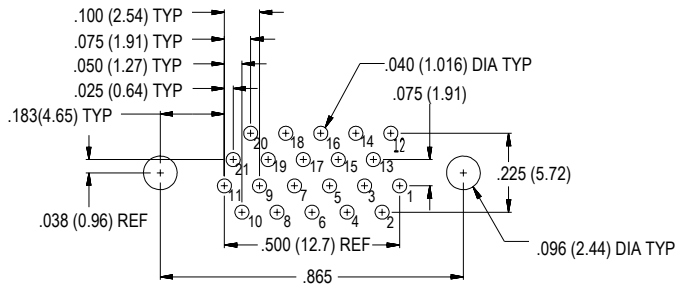 .100 (2.54) TYP
.075 (1.91) TYP
.050 (1.27) TYP
.025 (0.64) TYP
.183(4.65) TYP
.040 (1.016) DIA TYP
.075 (1.91)
20 18 16 14 12
21 19 17 15 13
.225 (5.72)
11 9 7 5 3 1
10 8 6 4 2
.038 (0.96) REF
.500 (12.7) REF
.096 (2.44) DIA TYP
.865